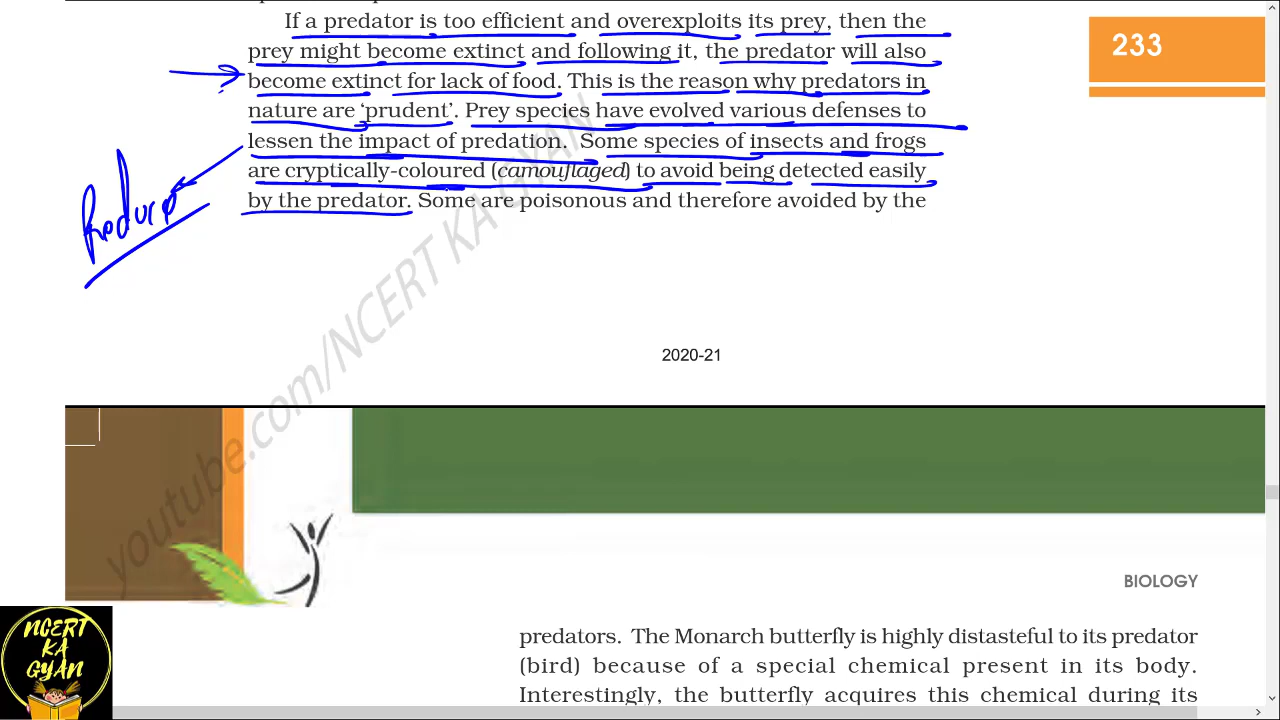 If a predator is too efficient and overexploits its prey, then the
233
prey might become extinct and following it, the predator will also
become extinct for lack of food. This is the reason why predators in
nature are ‘prudent’. Prey species have evolved various defenses to
lessen the impact of predation. Some species of insects and frogs
are cryptically-coloured (camouflaged) to avoid being detected easily
by the predator. Some are poisonous and therefore avoided by the
youtube.com/NCERT KA GYAN
2020-21
BIOLOGY
NCERT
KA
GYAN
predators. The Monarch butterfly is highly distasteful to its predator
(bird) because of a special chemical present in its body.
Interestingly, the butterfly acquires this chemical during its